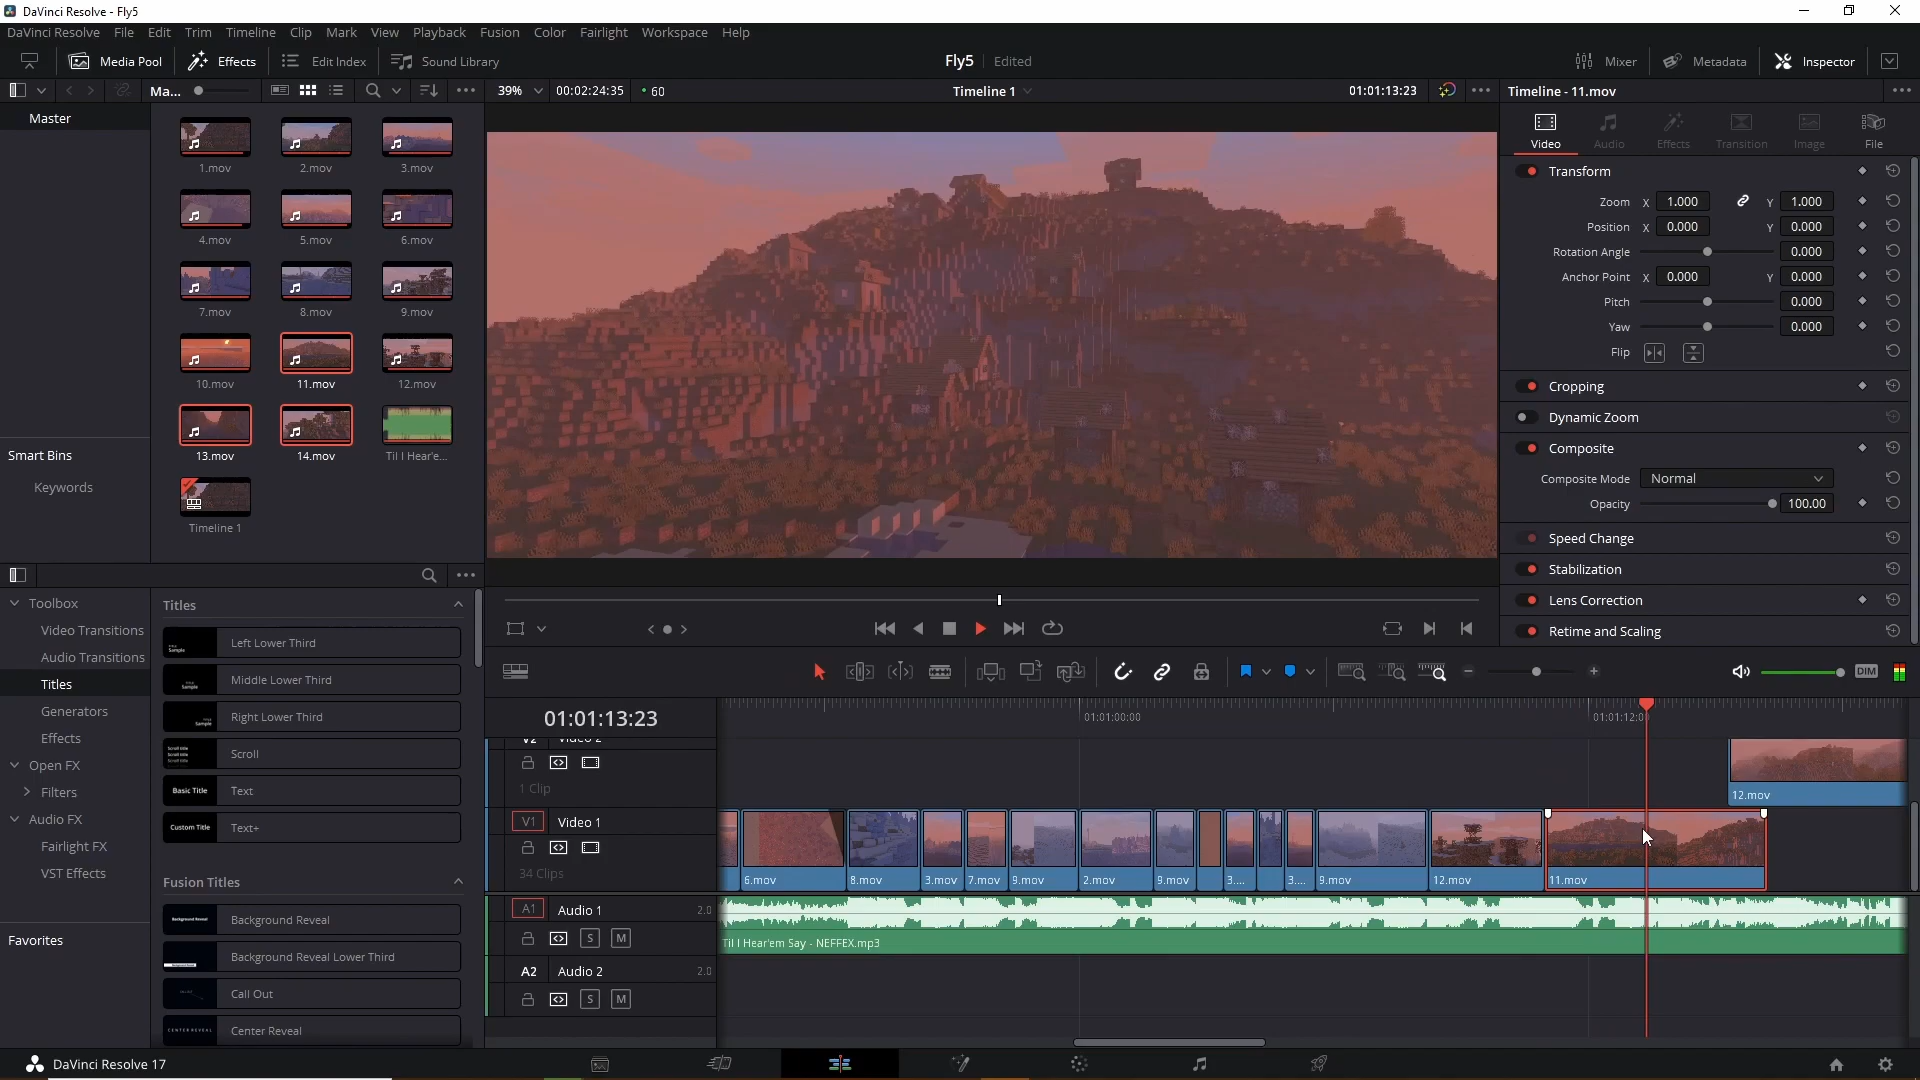 DaVinci Resolve - Fly5
DaVinci Resolve File Edit Trim Timeline Clip Mark View Playback Fusion Color Fairlight Workspace Help
Media Pool Effects Edit Index Sound Library Fly5 Edited Mixer Metadata Inspector
Ma... 39% 00:02:24:35 60 Timeline 1 01:01:13:23 Timeline - 11.mov
Master
1.mov 2.mov 3.mov
4.mov 5.mov 6.mov
7.mov 8.mov 9.mov
10.mov 11.mov 12.mov
13.mov 14.mov Til I Hear'e...
Timeline 1
Smart Bins
Keywords
Video Audio Effects Transition Image File
Transform
Zoom X 1.000 Y 1.000
Position X 0.000 Y 0.000
Rotation Angle 0.000
Anchor Point X 0.000 Y 0.000
Pitch 0.000
Yaw 0.000
Flip
Cropping
Dynamic Zoom
Composite
Composite Mode Normal
Opacity 100.00
Speed Change
Stabilization
Lens Correction
Retime and Scaling
Toolbox
Video Transitions
Audio Transitions
Titles
Generators
Effects
Open FX
Filters
Audio FX
Fairlight FX
VST Effects
Favorites
Titles
Left Lower Third
Middle Lower Third
Right Lower Third
Scroll
Basic Title Text
Custom Title Text+
Fusion Titles
Background Reveal
Background Reveal Lower Third
Call Out
CENTER REVEAL Center Reveal
DIM
01:01:13:23 01:01:00:00 01:01:12:0
V2 Video 2
1 Clip
12.mov
V1 Video 1
34 Clips
6.mov 8.mov 3.mov 7.mov 9.mov 2.mov 9.mov 3.... 3.... 9.mov 12.mov 11.mov
A1 Audio 1 2.0
S M
Til I Hear'em Say - NEFFEX.mp3
A2 Audio 2 2.0
S M
DaVinci Resolve 17